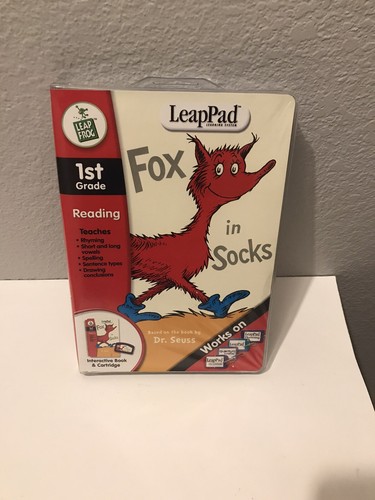 LEAP
FROG
LeapPad™
LEARNING SYSTEM
1st
Grade
Fox
in
Socks
Reading
Teaches
• Rhyming
• Short and long
vowels
• Spelling
• Sentence types
• Drawing
conclusions
Based on the book by
Dr. Seuss
Works on
Interactive Book
& Cartridge
LeapPad